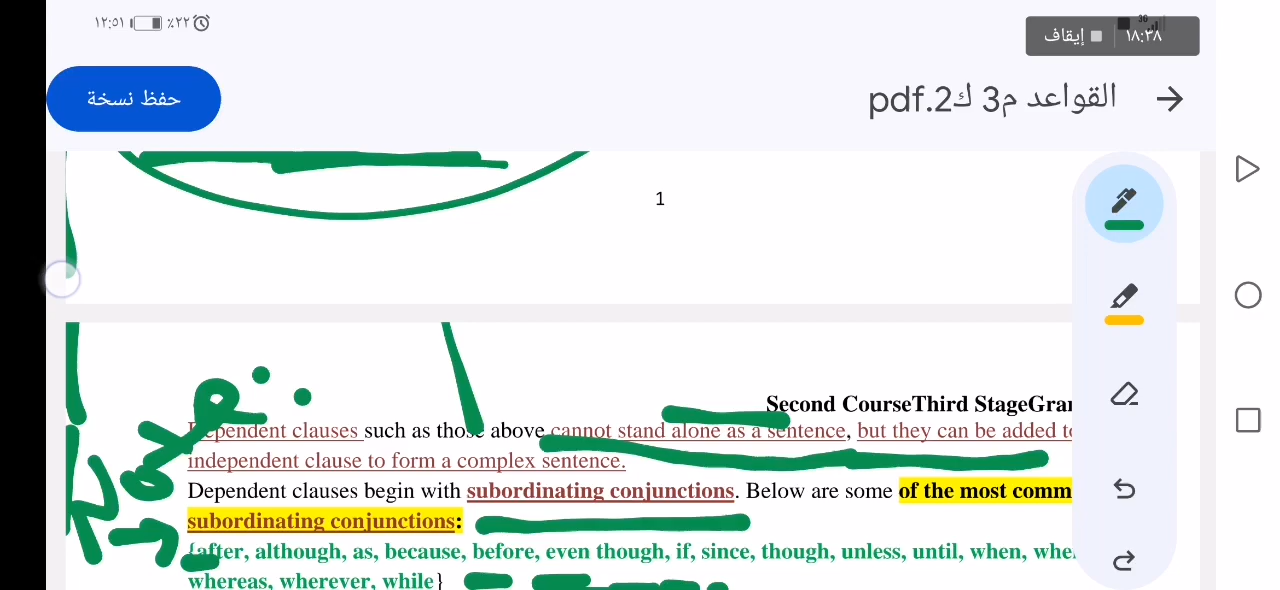 ١٢:٥١ ٪٢٢
3G
١٨:٣٨ إيقاف
القواعد م3 ك2.pdf
حفظ نسخة
1
Second CourseThird StageGra
Dependent clauses such as those above cannot stand alone as a sentence, but they can be added t
independent clause to form a complex sentence.
Dependent clauses begin with subordinating conjunctions. Below are some of the most comm
subordinating conjunctions:
{after, although, as, because, before, even though, if, since, though, unless, until, when, whe
whereas, wherever, while}